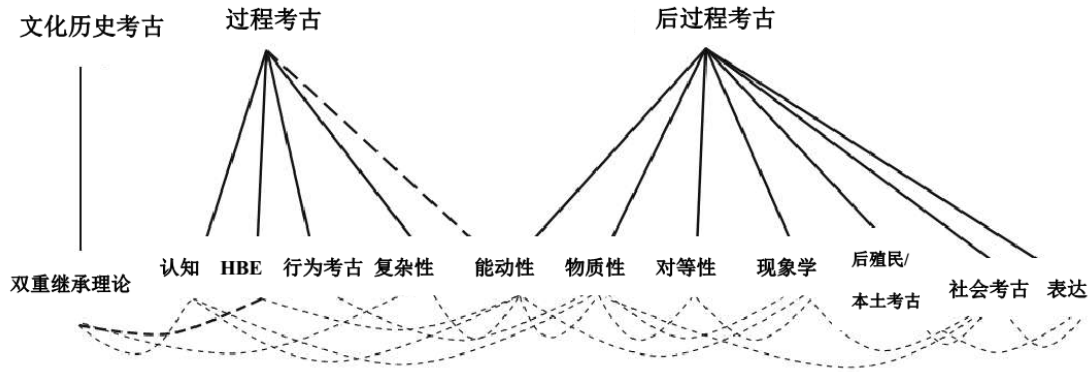 文化历史考古
过程考古
后过程考古
双重继承理论
认知
HBE
行为考古
复杂性
能动性
物质性
对等性
现象学
后殖民/
本土考古
社会考古
表达